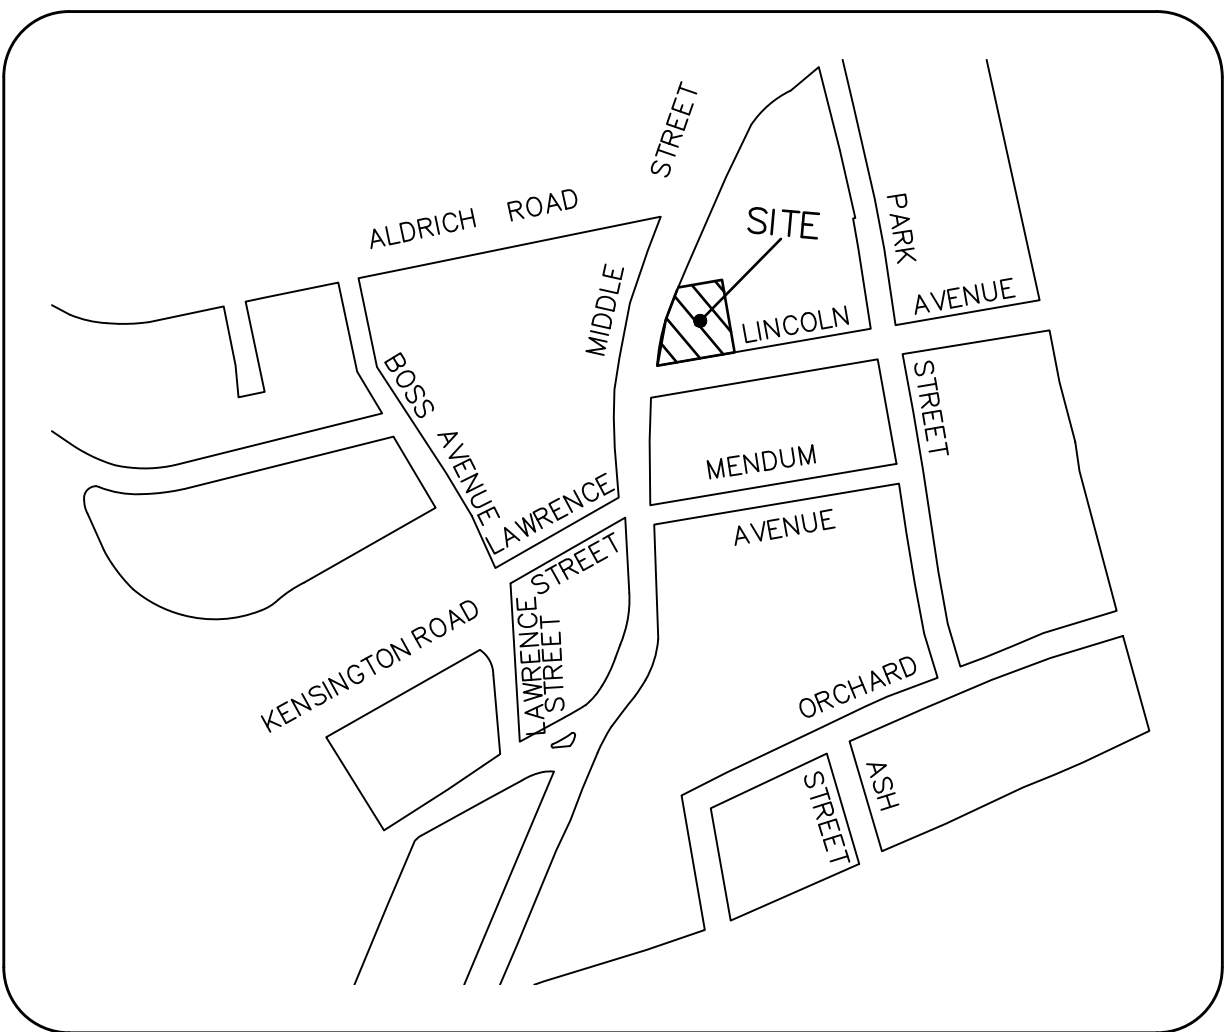 STREET
ALDRICH ROAD
SITE
PARK
MIDDLE
AVENUE
LINCOLN
BOSS AVENUE
STREET
MENDUM
LAWRENCE
AVENUE
STREET
LAWRENCE
STREET
KENSINGTON ROAD
ORCHARD
STREET
ASH